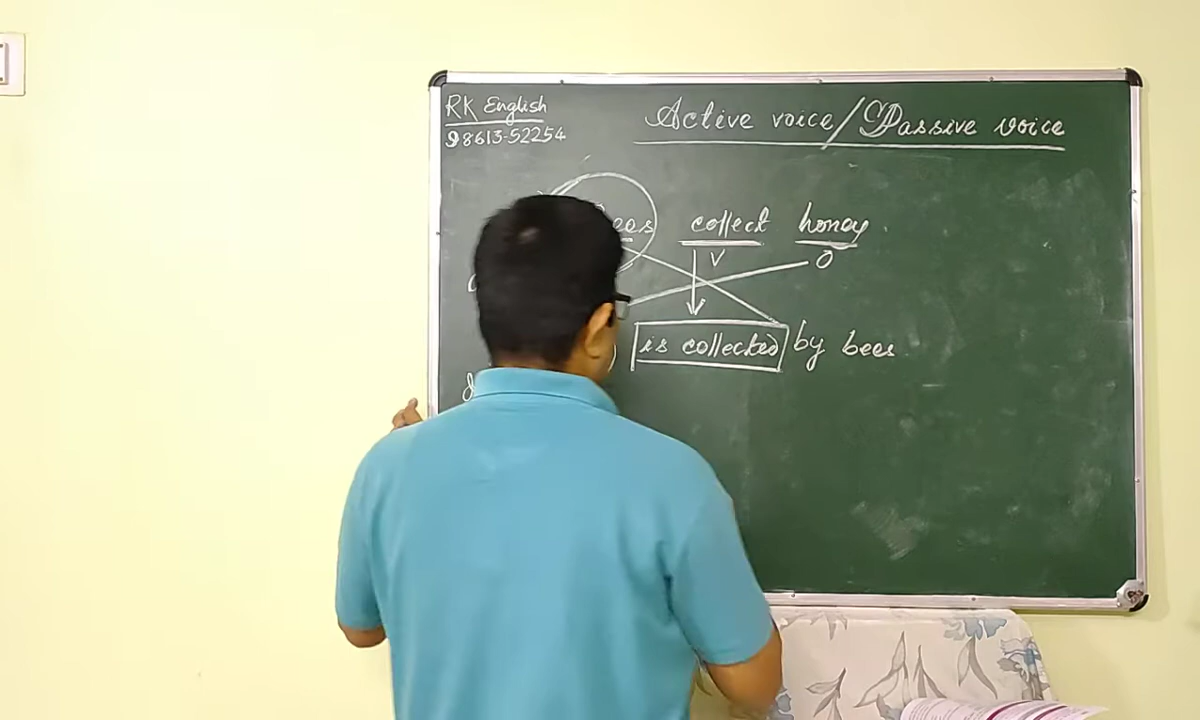 RK English
98613-52254
Active voice/Passive voice
collect honey
V O
is collected by bees